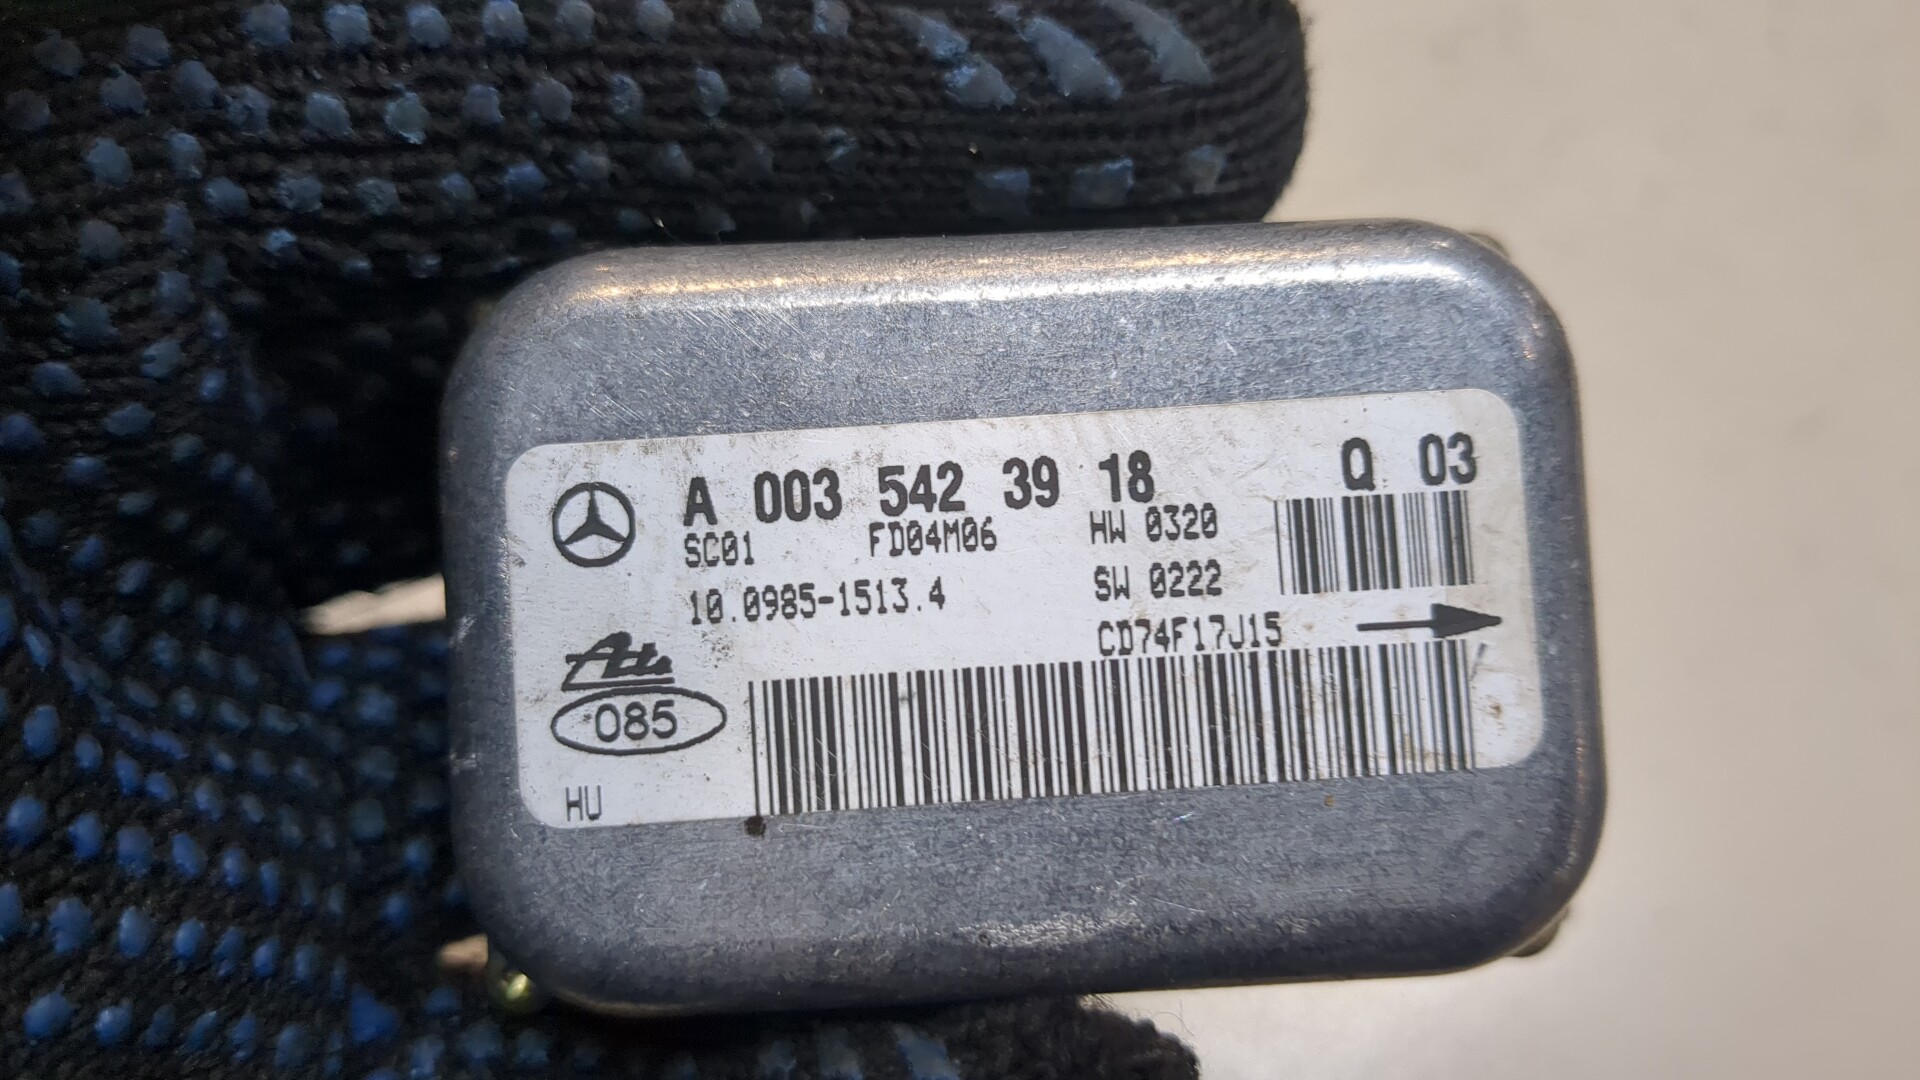 A 003 542 39 18 Q 03
SC01 FD04M06 HW 0320
10.0985-1513.4 SW 0222
CD74F17J15
Ate
085
HU